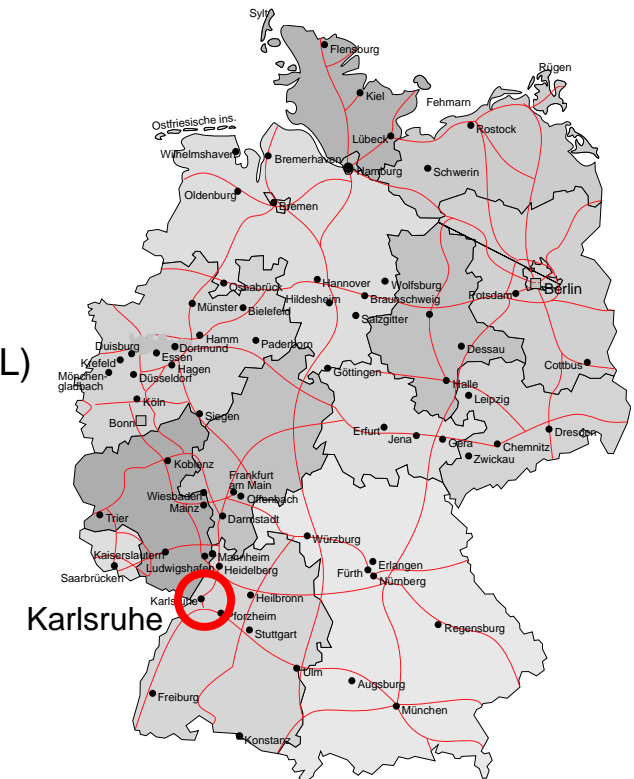 Sylt
Flensburg
Rügen
Kiel
Fehmarn
Ostfriesische ins.
Rostock
Lübeck
Wilhelmshaven
Bremerhaven
Hamburg
Schwerin
Oldenburg
Bremen
Osnabrück
Hannover
Wolfsburg
Berlin
Münster
Bielefeld
Hildesheim
Braunschweig
Potsdam
Salzgitter
Hamm
Paderborn
Duisburg
Dortmund
Dessau
L)
Essen
Krefeld
Hagen
Cottbus
Mönchen-
gladbach
Düsseldorf
Göttingen
Halle
Köln
Leipzig
Siegen
Bonn
Erfurt
Jena
Gera
Chemnitz
Dresden
Zwickau
Koblenz
Frankfurt
am Main
Wiesbaden
Offenbach
Mainz
Trier
Darmstadt
Würzburg
Kaiserslautern
Mannheim
Erlangen
Ludwigshafen
Heidelberg
Fürth
Saarbrücken
Nürnberg
Karlsruhe
Heilbronn
Karlsruhe
Pforzheim
Stuttgart
Regensburg
Ulm
Augsburg
Freiburg
München
Konstanz